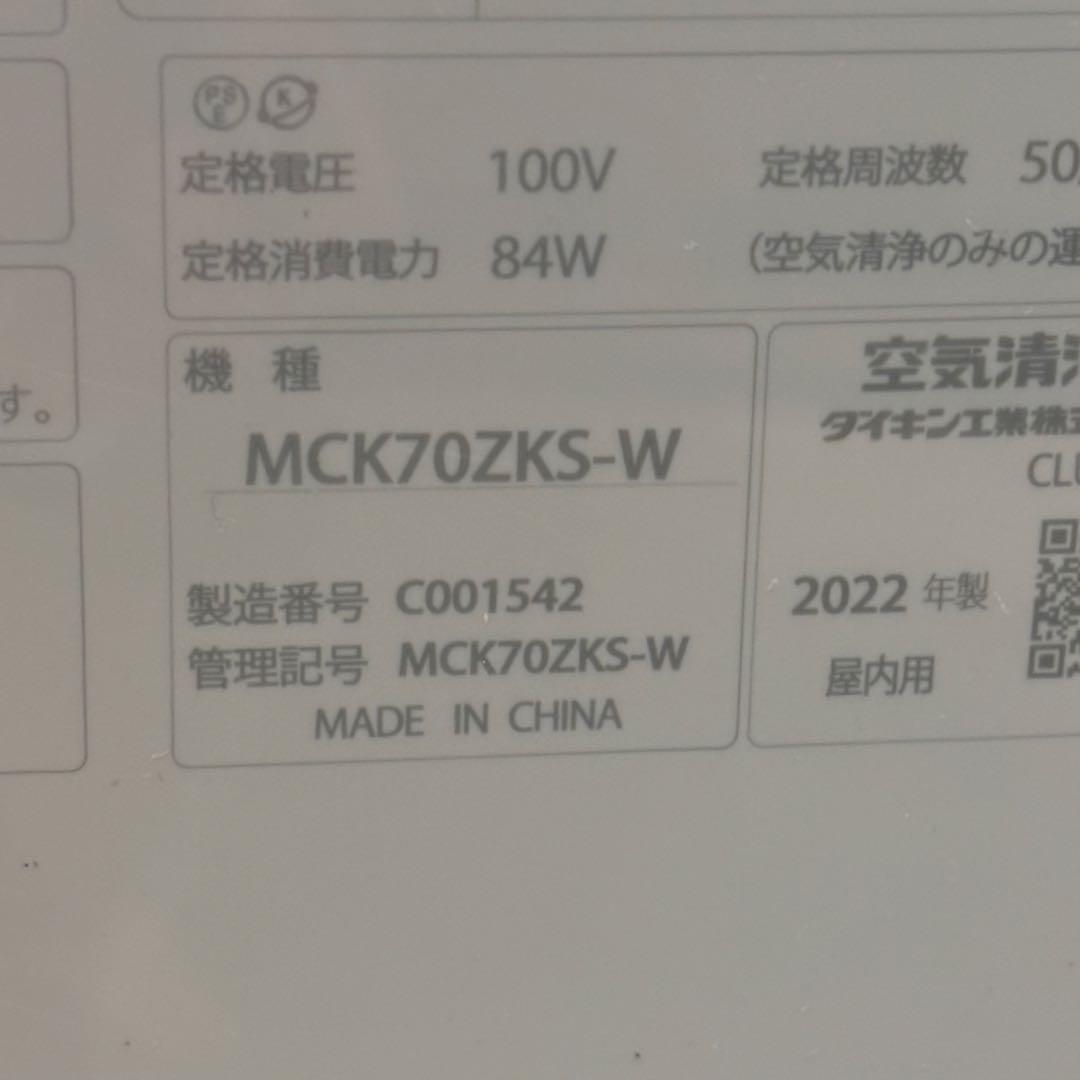 PS
E
K
定格電圧 100V 定格周波数 50
定格消費電力 84W (空気清浄のみの運
す。
機 種
MCK70ZKS-W
製造番号 C001542
管理記号 MCK70ZKS-W
MADE IN CHINA
空気清
ダイキン工業株式
CLU
2022 年製
屋内用